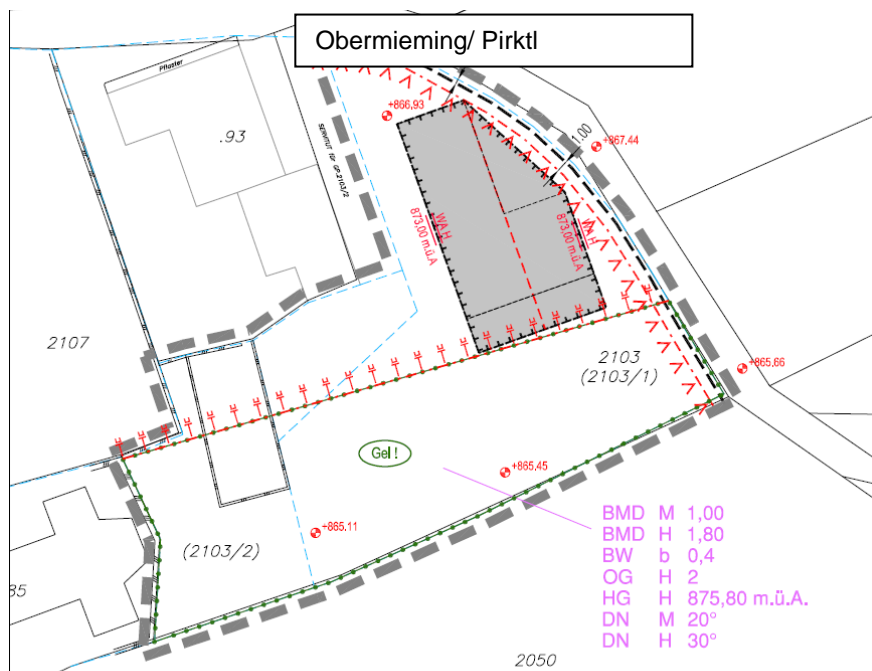 Obermieming/ Pirktl
Pflaster
.93
SERVITUT für GP.2103/2
+866,93
1.00
+867.44
WA H
873,00 m.ü.A
WA H
873,00 m.ü.A
2107
2103
(2103/1)
+865,66
Gel !
+865,45
+865.11
(2103/2)
85
BMD M 1,00
BMD H 1,80
BW b 0,4
OG H 2
HG H 875,80 m.ü.A.
DN M 20°
DN H 30°
2050